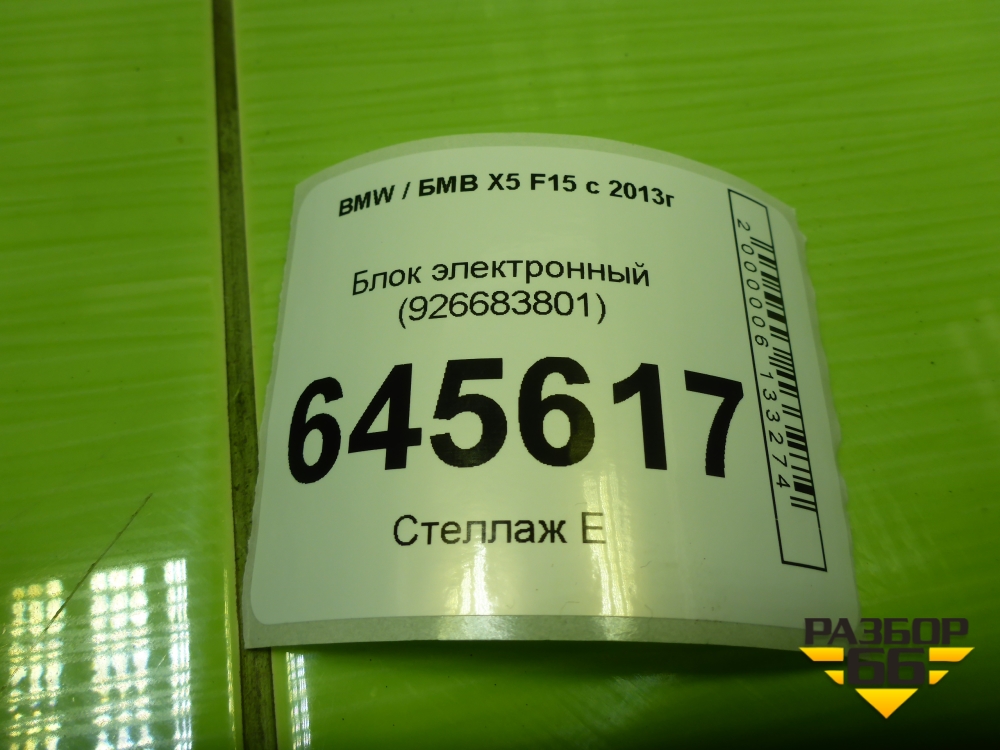 BMW / БМВ X5 F15 с 2013г
Блок электронный
(926683801)
645617
Стеллаж Е
2000006133274
РАЗБОР
66